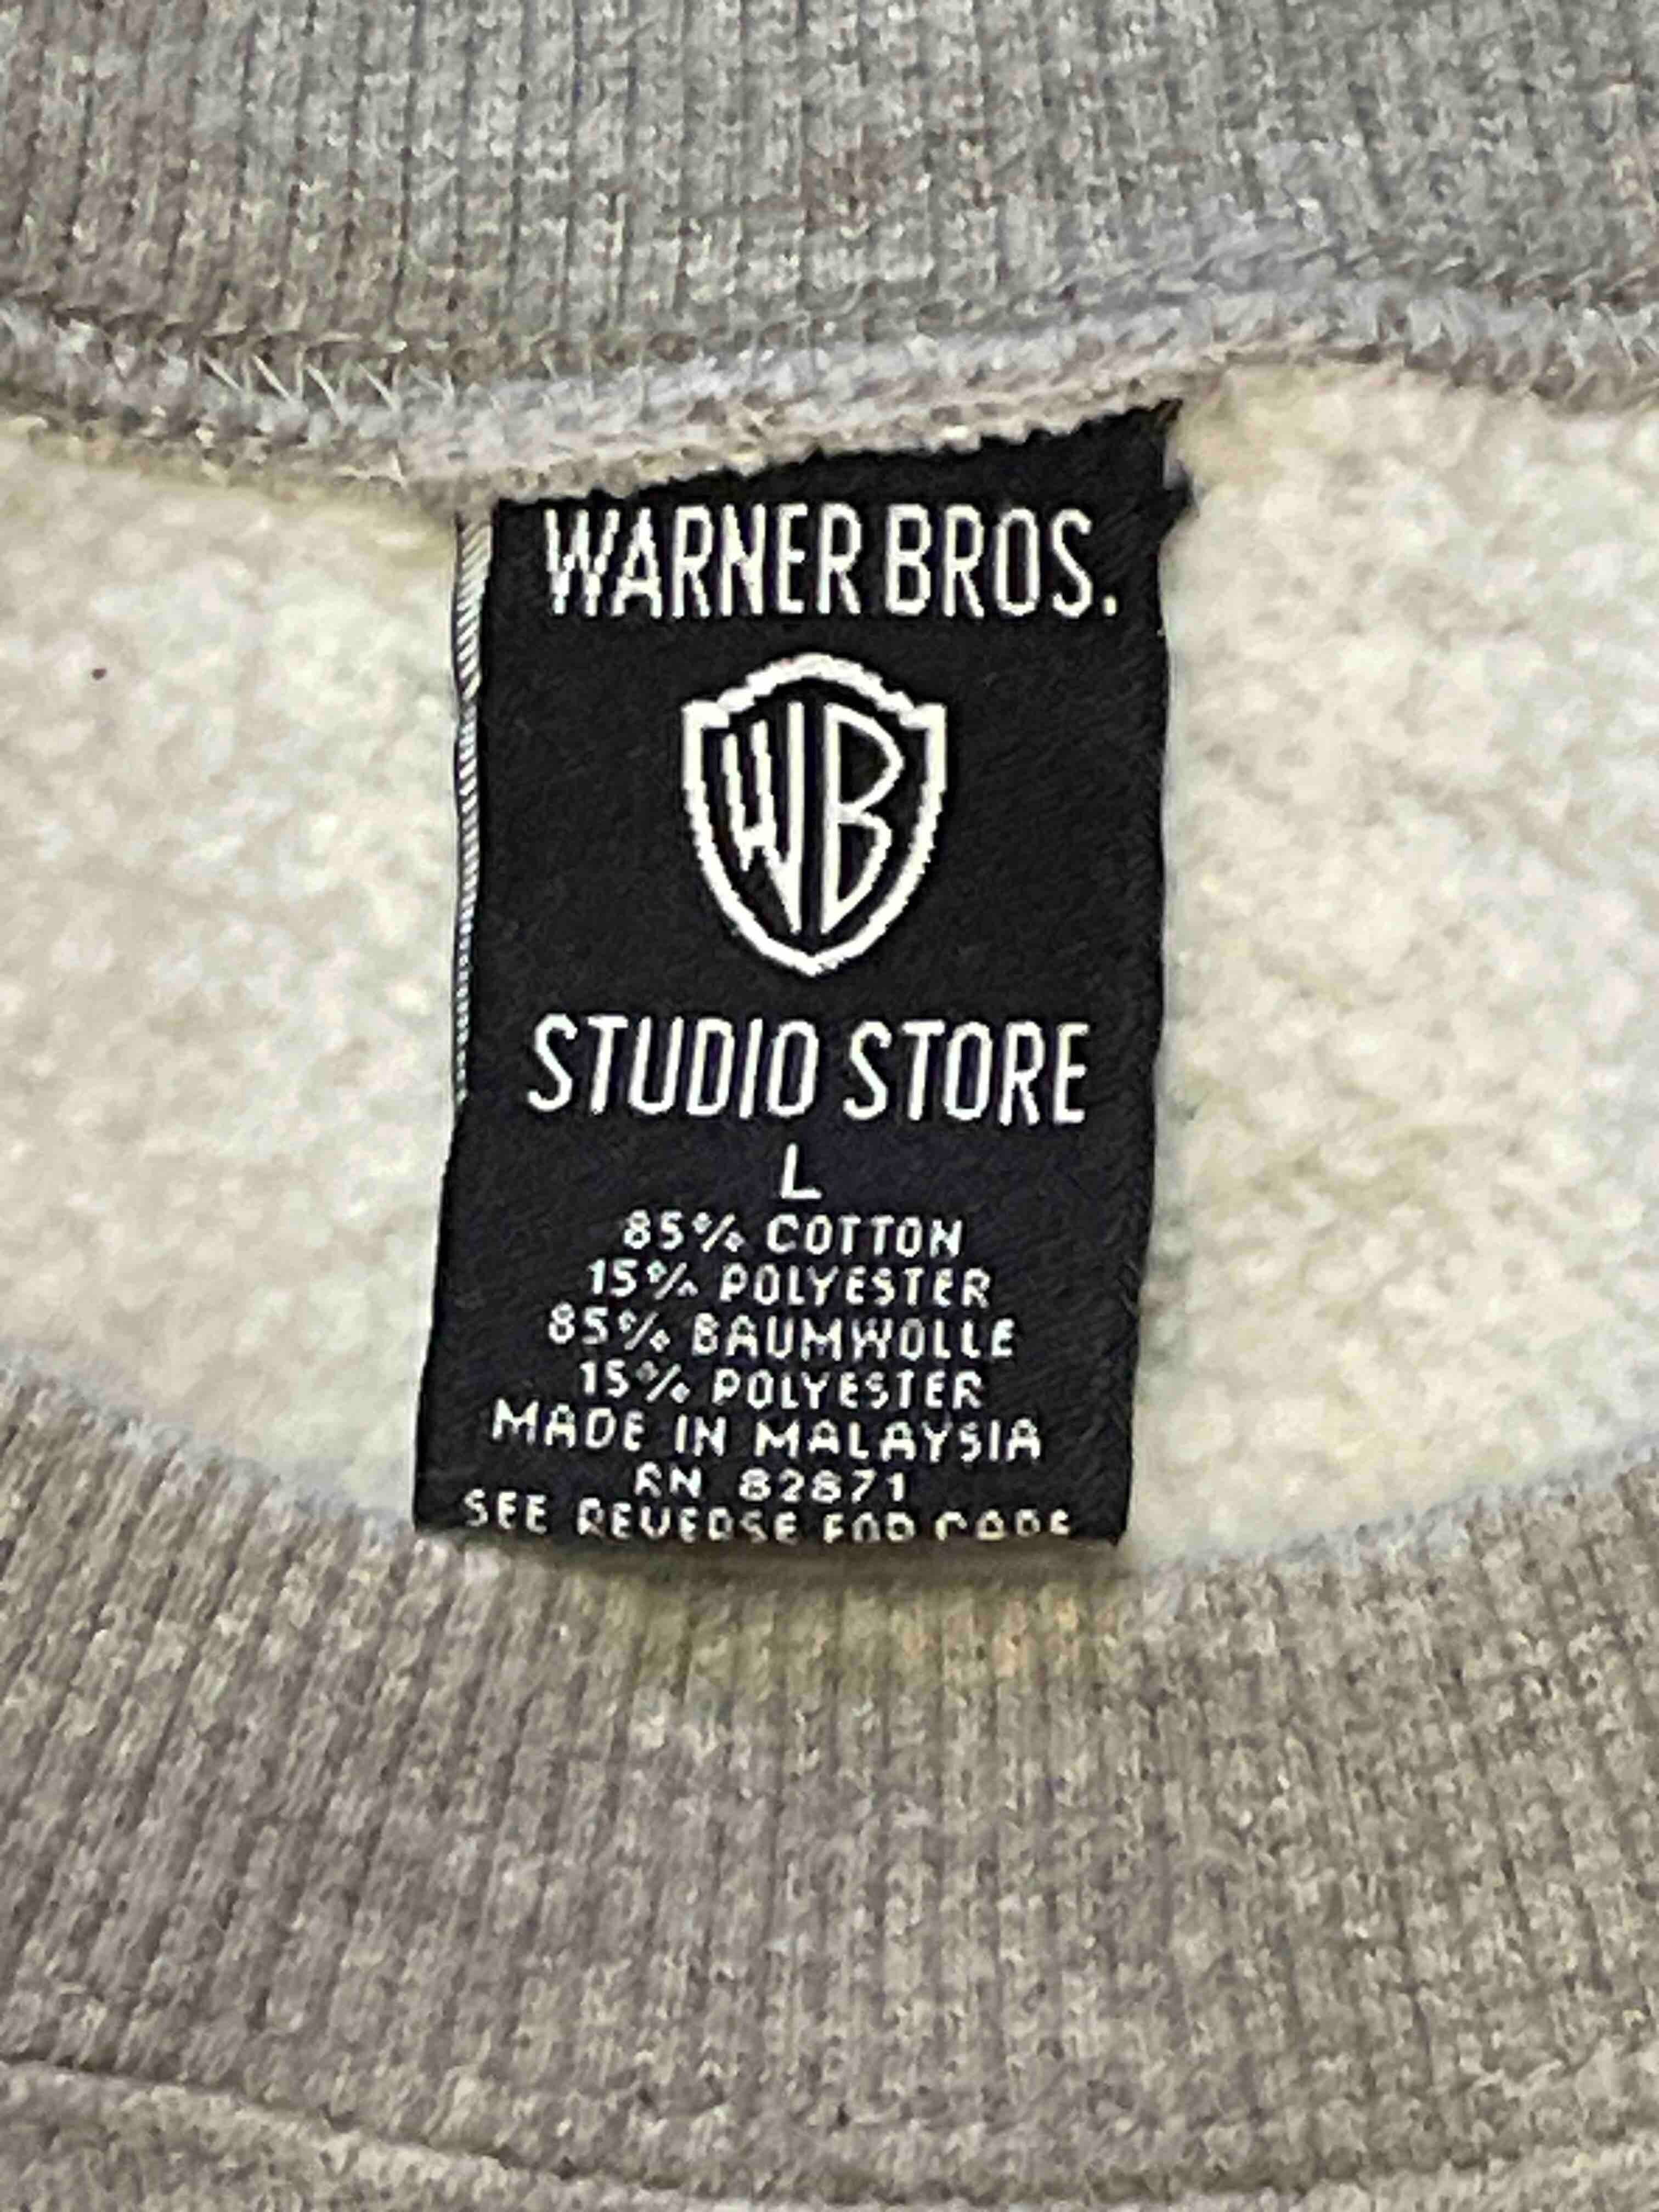 WARNER BROS.
WB
STUDIO STORE
L
85% COTTON
15% POLYESTER
85% BAUMWOLLE
15% POLYESTER
MADE IN MALAYSIA
RN 82871
SEE REVERSE FOR CARE